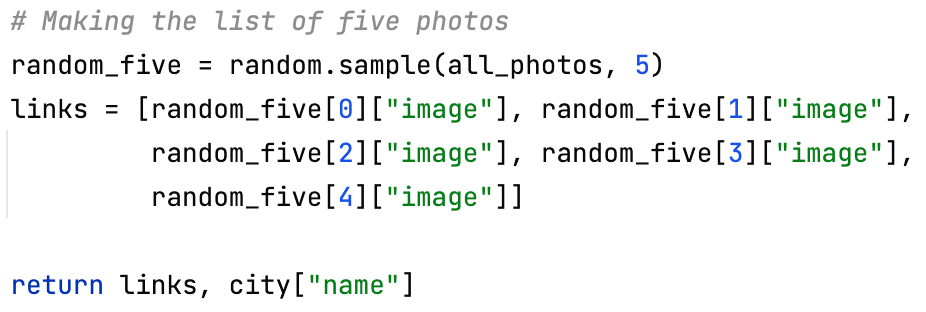 # Making the list of five photos
random_five = random.sample(all_photos, 5)
links = [random_five[0]["image"], random_five[1]["image"],
random_five[2]["image"], random_five[3]["image"],
random_five[4]["image"]]
return links, city["name"]